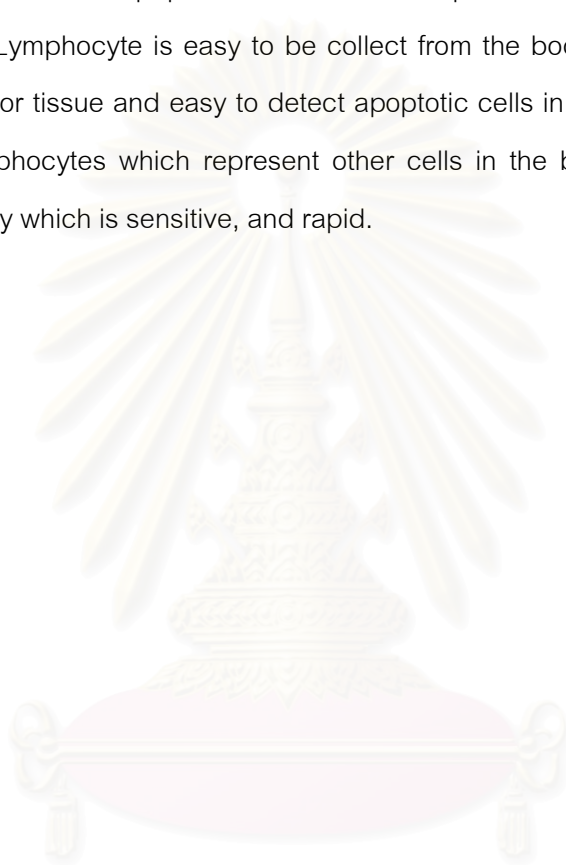 Lymphocyte is easy to be collect from the
or tissue and easy to detect apoptotic cells in
which represent other cells in the
which is sensitive, and rapid.